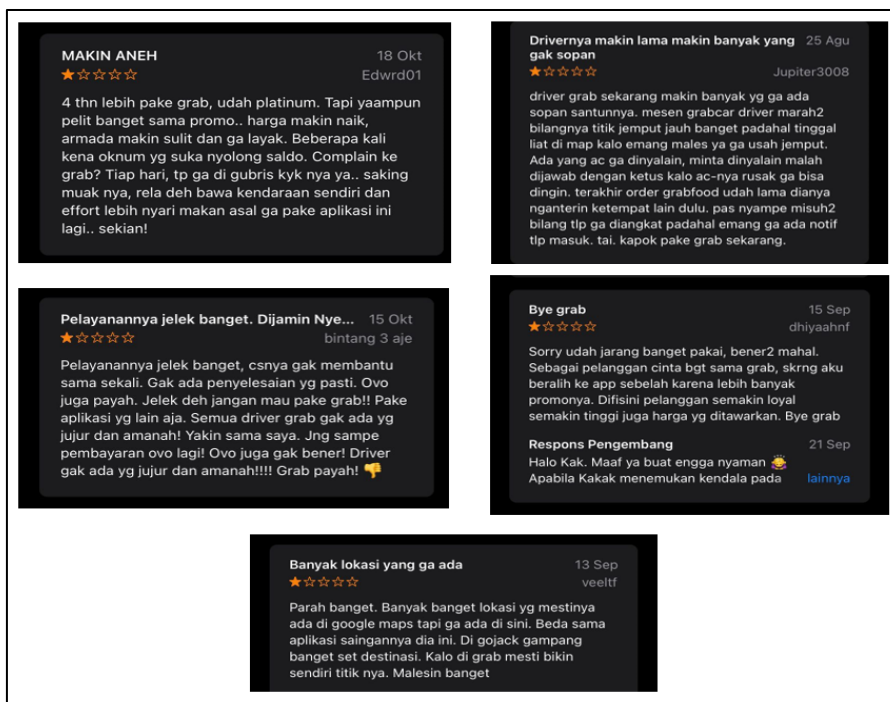 MAKIN ANEH 18 Okt
★☆☆☆☆ Edwrd01
4 thn lebih pake grab, udah platinum. Tapi yaampun
pelit banget sama promo.. harga makin naik,
armada makin sulit dan ga layak. Beberapa kali
kena oknum yg suka nyolong saldo. Complain ke
grab? Tiap hari, tp ga di gubris kyk nya ya.. saking
muak nya, rela deh bawa kendaraan sendiri dan
effort lebih nyari makan asal ga pake aplikasi ini
lagi.. sekian!
Drivernya makin lama makin banyak yang 25 Agu
gak sopan
★☆☆☆☆ Jupiter3008
driver grab sekarang makin banyak yg ga ada
sopan santunnya. mesen grabcar driver marah2
bilangnya titik jemput jauh banget padahal tinggal
liat di map kalo emang males ya ga usah jemput.
Ada yang ac ga dinyalain, minta dinyalain malah
dijawab dengan ketus kalo ac-nya rusak ga bisa
dingin. terakhir order grabfood udah lama dianya
nganterin ketempat lain dulu. pas nyampe misuh2
bilang tlp ga diangkat padahal emang ga ada notif
tlp masuk. tai. kapok pake grab sekarang.
Pelayanannya jelek banget. Dijamin Nye... 15 Okt
★☆☆☆☆ bintang 3 aje
Pelayanannya jelek banget, csnya gak membantu
sama sekali. Gak ada penyelesaian yg pasti. Ovo
juga payah. Jelek deh jangan mau pake grab!! Pake
aplikasi yg lain aja. Semua driver grab gak ada yg
jujur dan amanah! Yakin sama saya. Jng sampe
pembayaran ovo lagi! Ovo juga gak bener! Driver
gak ada yg jujur dan amanah!!!! Grab payah! 👎
Bye grab 15 Sep
★☆☆☆☆ dhiyaahnf
Sorry udah jarang banget pakai, bener2 mahal.
Sebagai pelanggan cinta bgt sama grab, skrng aku
beralih ke app sebelah karena lebih banyak
promonya. Difisini pelanggan semakin loyal
semakin tinggi juga harga yg ditawarkan. Bye grab
Respons Pengembang 21 Sep
Halo Kak. Maaf ya buat engga nyaman 🙇
Apabila Kakak menemukan kendala pada lainnya
Banyak lokasi yang ga ada 13 Sep
★☆☆☆☆ veeltf
Parah banget. Banyak banget lokasi yg mestinya
ada di google maps tapi ga ada di sini. Beda sama
aplikasi saingannya dia ini. Di gojack gampang
banget set destinasi. Kalo di grab mesti bikin
sendiri titik nya. Malesin banget